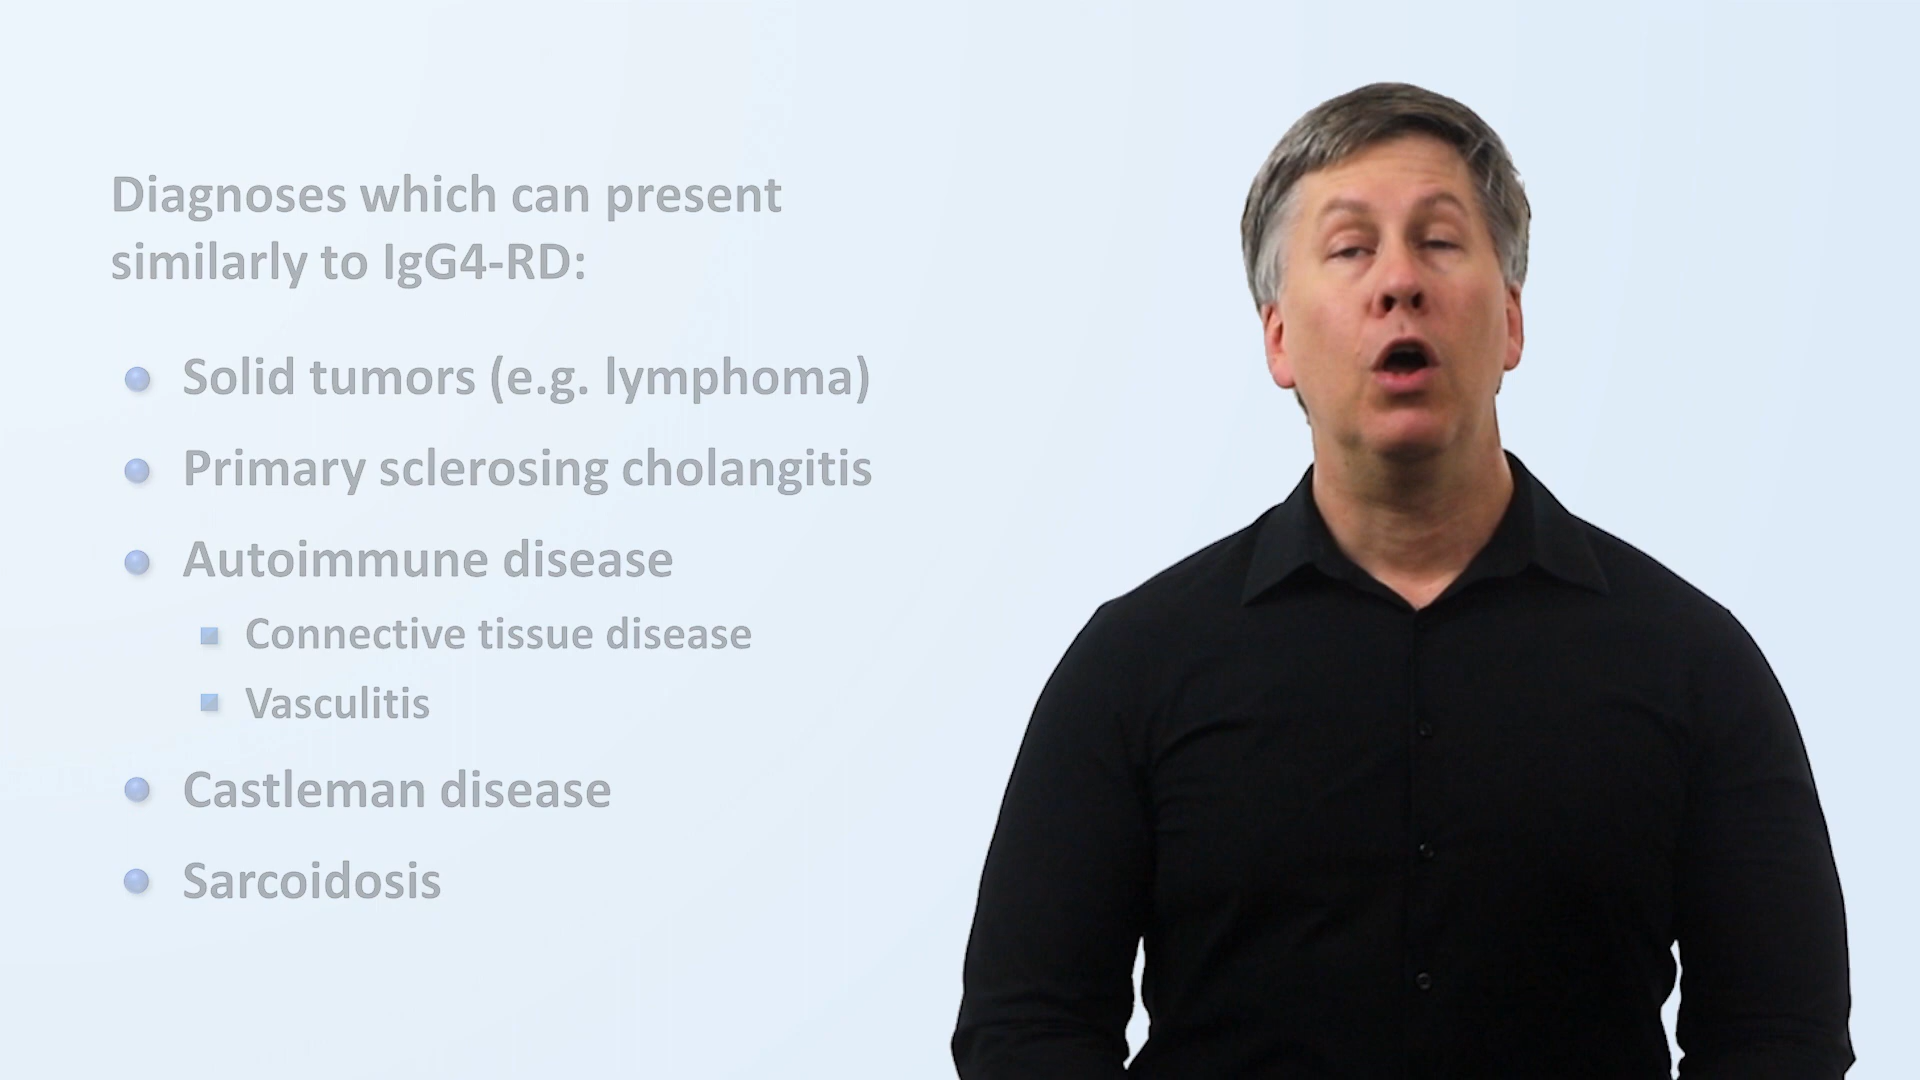 Diagnoses which can present
similarly to IgG4-RD:
Solid tumors (e.g. lymphoma)
Primary sclerosing cholangitis
Autoimmune disease
Connective tissue disease
Vasculitis
Castleman disease
Sarcoidosis